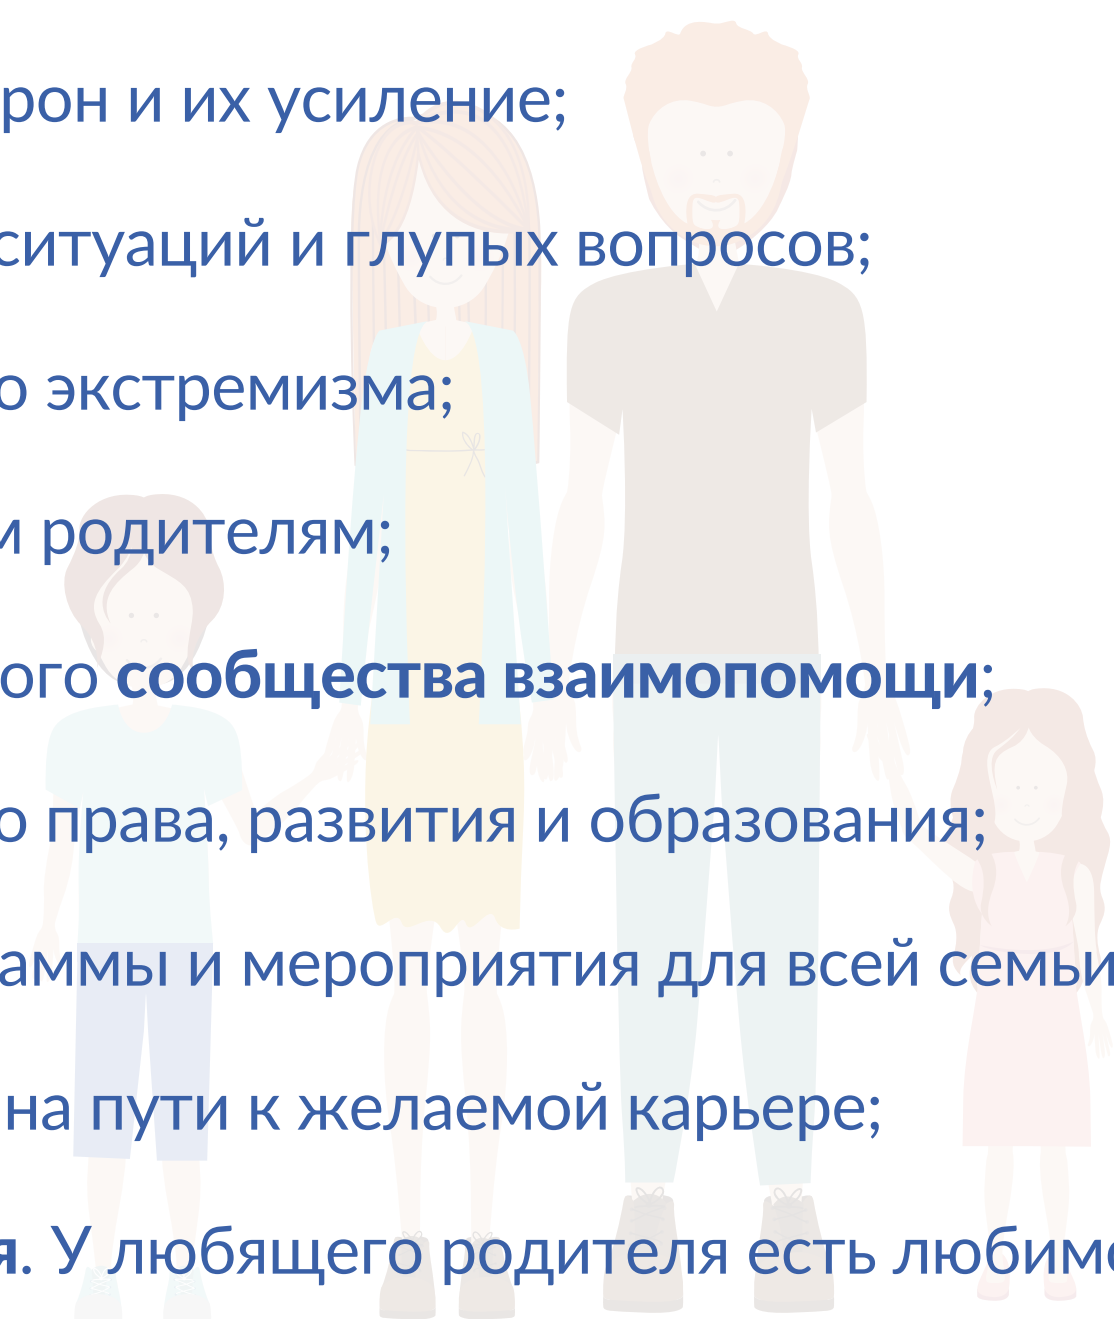 рон и их усиление;
ситуаций и глупых вопросов;
о экстремизма;
м родителям;
ого сообщества взаимопомощи;
о права, развития и образования;
аммы и мероприятия для всей семьи
на пути к желаемой карьере;
я. У любящего родителя есть любимо